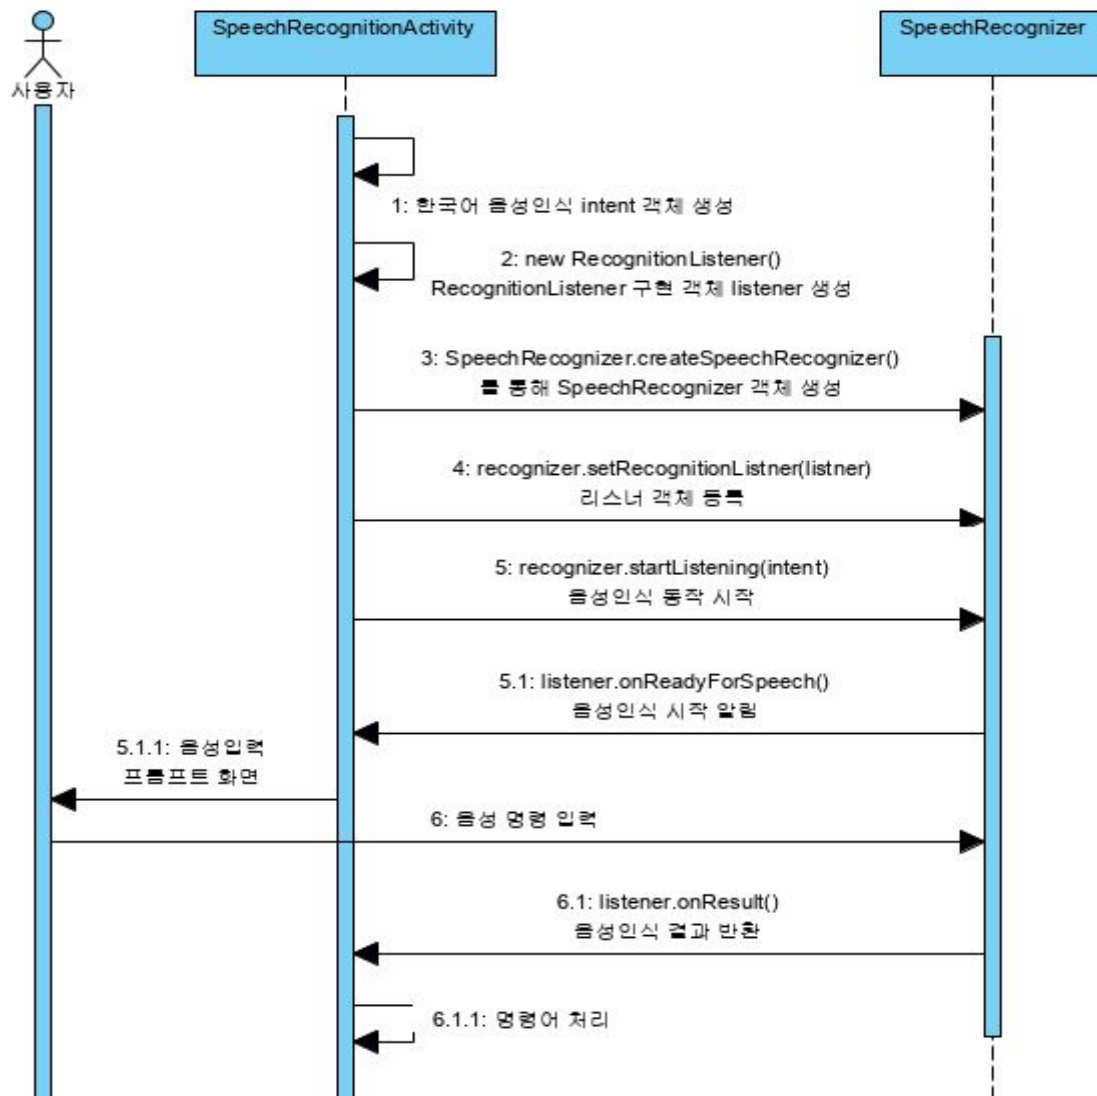 SpeechRecognitionActivity
SpeechRecognizer
사용자
1: 한국어 음성인식 intent 객체 생성
2: new RecognitionListener()
RecognitionListener 구현 객체 listener 생성
3: SpeechRecognizer.createSpeechRecognizer()
를 통해 SpeechRecognizer 객체 생성
4: recognizer.setRecognitionListner(listner)
리스너 객체 등록
5: recognizer.startListening(intent)
음성인식 동작 시작
5.1: listener.onReadyForSpeech()
음성인식 시작 알림
5.1.1: 음성입력
프롬프트 화면
6: 음성 명령 입력
6.1: listener.onResult()
음성인식 결과 반환
6.1.1: 명령어 처리